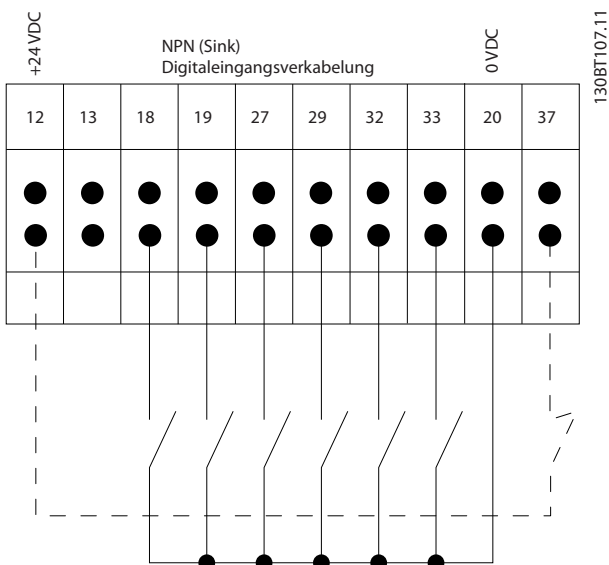 +24 VDC
NPN (Sink)
Digitaleingangsverkabelung
0 VDC
130BT107.11
12 13 18 19 27 29 32 33 20 37